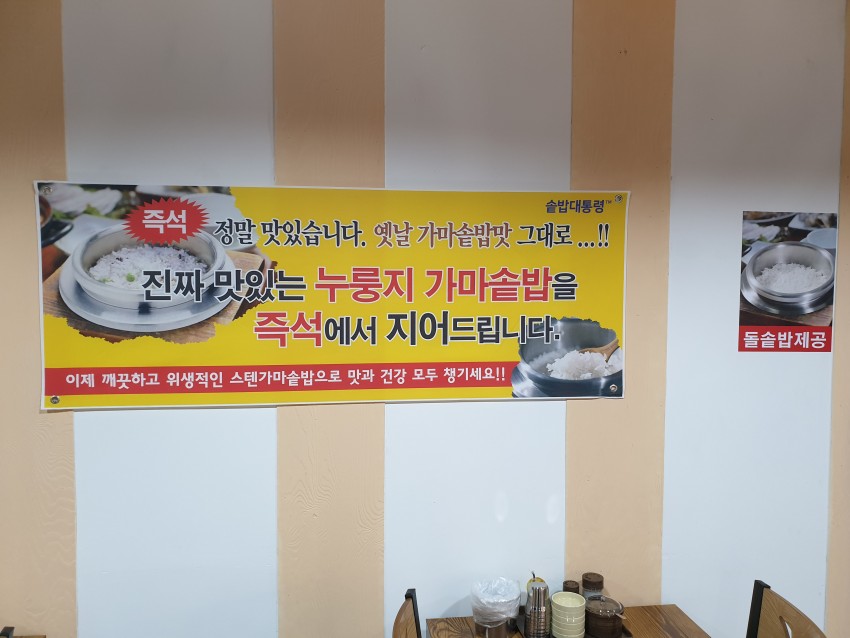 솥밥대통령™
즉석 정말 맛있습니다. 옛날 가마솥밥맛 그대로 ...!!
진짜 맛있는 누룽지 가마솥밥을
즉석에서 지어드립니다.
이제 깨끗하고 위생적인 스텐가마솥밥으로 맛과 건강 모두 챙기세요!!
돌솥밥제공